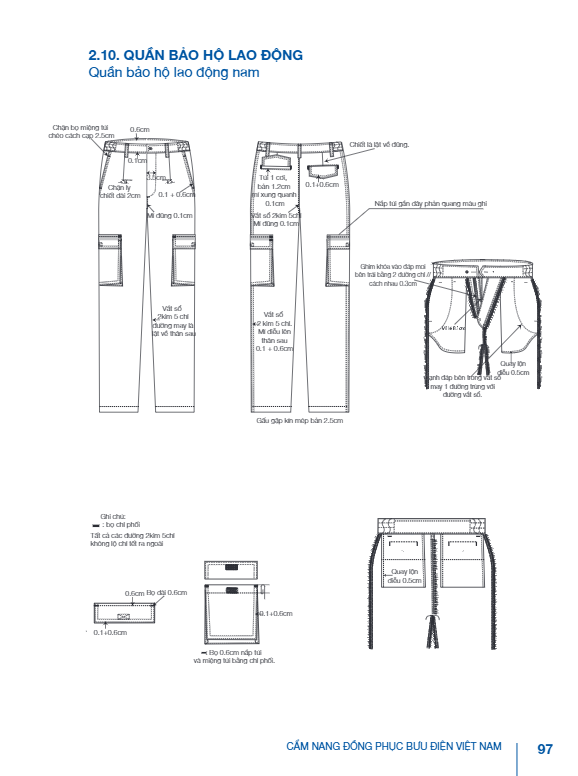 2.10. QUẦN BẢO HỘ LAO ĐỘNG
Quần bảo hộ lao động nam
Chặn bọ miệng túi
chéo cách cạp 2.5cm
0.6cm
0.1cm
Chặn ly
chiết dài 2cm
0.1 + 0.6cm
Mí đũng 0.1cm
Vắt sổ
2kim 5 chỉ
đường may là
lật về thân sau
Chiết là lật về đũng.
Túi 1 cơi,
bản 1.2cm
mí xung quanh
0.1cm
0.1+0.6cm
Vắt sổ 2kim 5chỉ
Mí đũng 0.1cm
Nắp túi gắn dây phản quang màu ghi
Vắt sổ
2 kim 5 chỉ.
Mí diễu lên
thân sau
0.1 + 0.6cm
Gấu gập kín mép bản 2.5cm
Ghim khóa vào đáp moi
bên trái bằng 2 đường chỉ //
cách nhau 0.3cm
Quay lộn
diễu 0.5cm
cạnh đáp bên trong vắt sổ
may 1 đường trùng với
đường vắt sổ.
Ghi chú:
: bọ chỉ phối
Tất cả các đường 2kim 5chỉ
không lộ chỉ tết ra ngoài
0.6cm
Bọ dài 0.6cm
0.1+0.6cm
0.1+0.6cm
Bọ 0.6cm nắp túi
và miệng túi bằng chỉ phối.
Quay lộn
diễu 0.5cm
CẨM NANG ĐỒNG PHỤC BƯU ĐIỆN VIỆT NAM
97